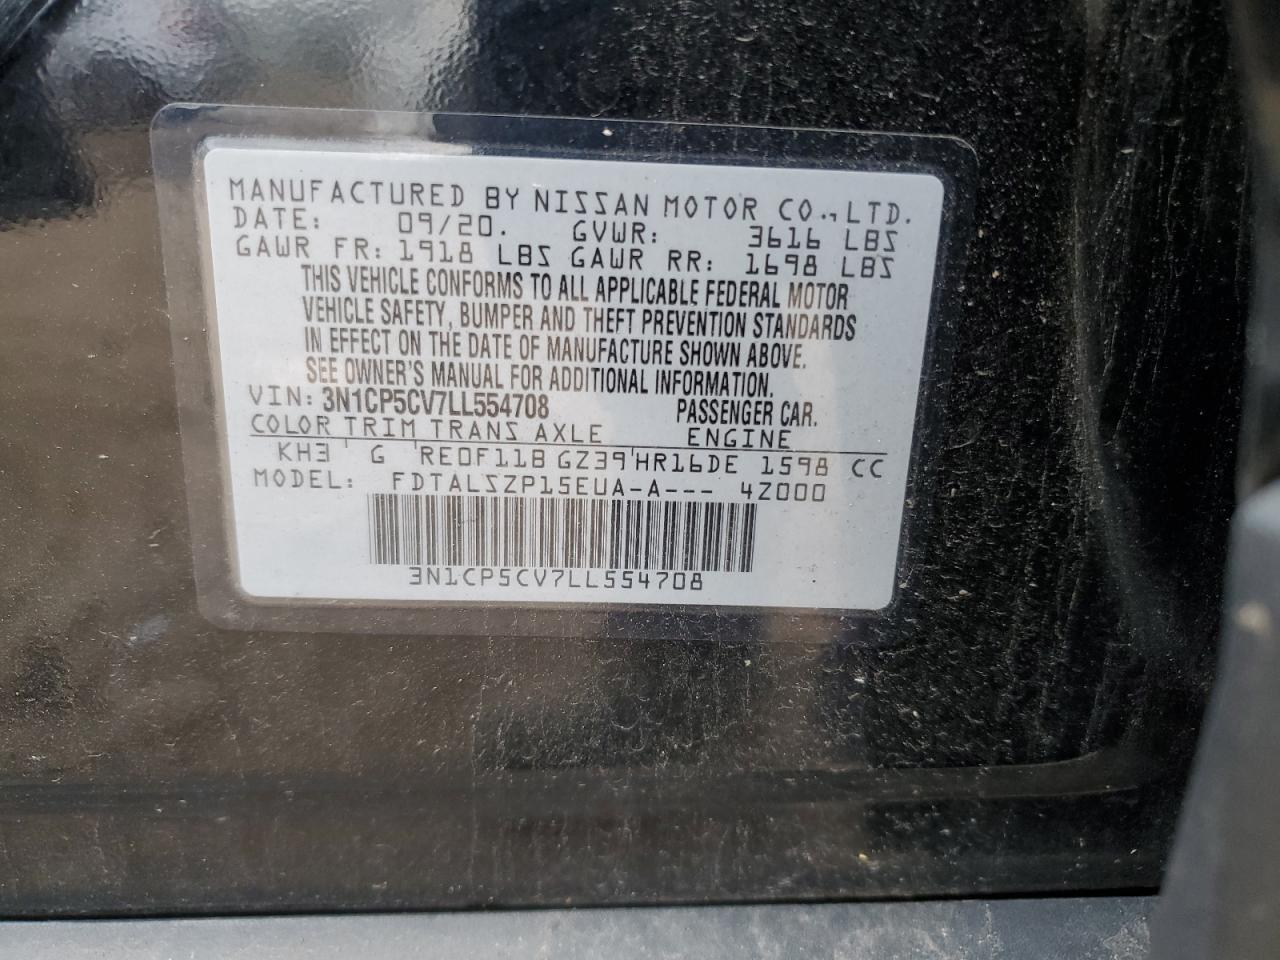 MANUFACTURED BY NISSAN MOTOR CO., LTD.
DATE: 09/20. GVWR: 3616 LBS
GAWR FR: 1918 LBS GAWR RR: 1698 LBS
THIS VEHICLE CONFORMS TO ALL APPLICABLE FEDERAL MOTOR
VEHICLE SAFETY, BUMPER AND THEFT PREVENTION STANDARDS
IN EFFECT ON THE DATE OF MANUFACTURE SHOWN ABOVE.
SEE OWNER'S MANUAL FOR ADDITIONAL INFORMATION.
VIN: 3N1CP5CV7LL554708 PASSENGER CAR.
COLOR TRIM TRANS AXLE ENGINE
KH3 ' G ' RE0F11B GZ39'HR16DE 1598 CC
MODEL: FDTALSZP15EUA-A--- 4Z000
3N1CP5CV7LL554708